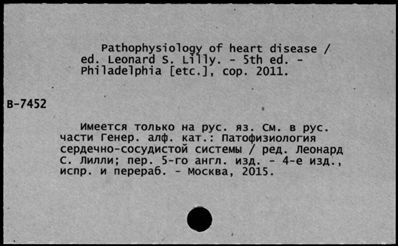 Pathophysiology of heart disease /
ed. Leonard S. Lilly. - 5th ed. -
Philadelphia [etc.], cop. 2011.
B-7452
Имеется только на рус. яз. См. в рус.
части Генер. алф. кат.: Патофизиология
сердечно-сосудистой системы / ред. Леонард
С. Лилли; пер. 5-го англ. изд. - 4-е изд.,
испр. и перераб. - Москва, 2015.